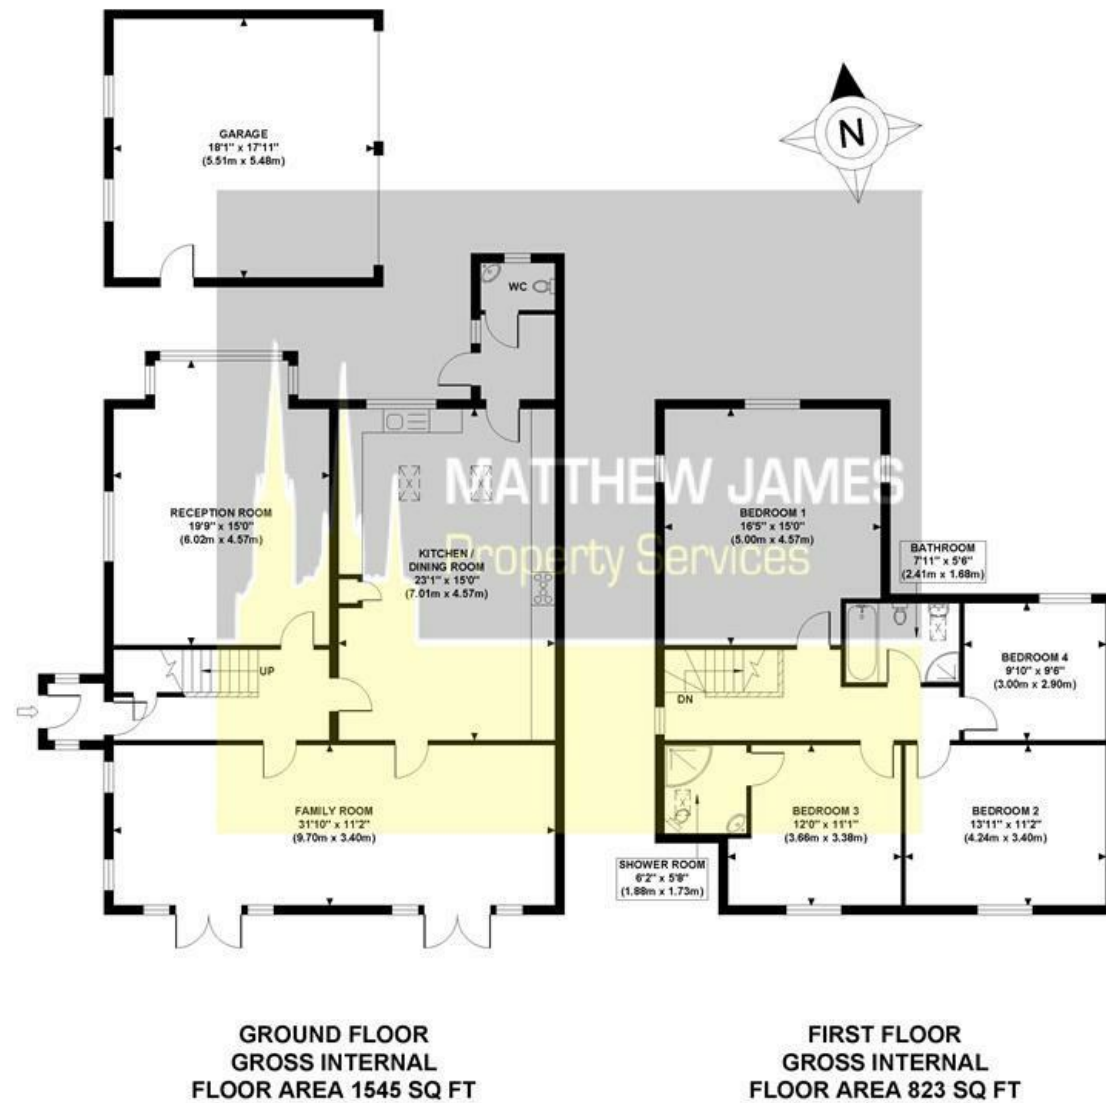 GARAGE
18'1" x 17'11"
(5.51m x 5.48m)
N
WC
RECEPTION ROOM
19'9" x 15'0"
(6.02m x 4.57m)
KITCHEN /
DINING ROOM
23'1" x 15'0"
(7.01m x 4.57m)
MATTHEW JAMES
Property Services
BEDROOM 1
16'5" x 15'0"
(5.00m x 4.57m)
BATHROOM
7'11" x 5'6"
(2.41m x 1.68m)
UP
DN
BEDROOM 4
9'10" x 9'6"
(3.00m x 2.90m)
FAMILY ROOM
31'10" x 11'2"
(9.70m x 3.40m)
BEDROOM 3
12'0" x 11'1"
(3.66m x 3.38m)
BEDROOM 2
13'11" x 11'2"
(4.24m x 3.40m)
SHOWER ROOM
6'2" x 5'8"
(1.88m x 1.73m)
GROUND FLOOR
GROSS INTERNAL
FLOOR AREA 1545 SQ FT
FIRST FLOOR
GROSS INTERNAL
FLOOR AREA 823 SQ FT